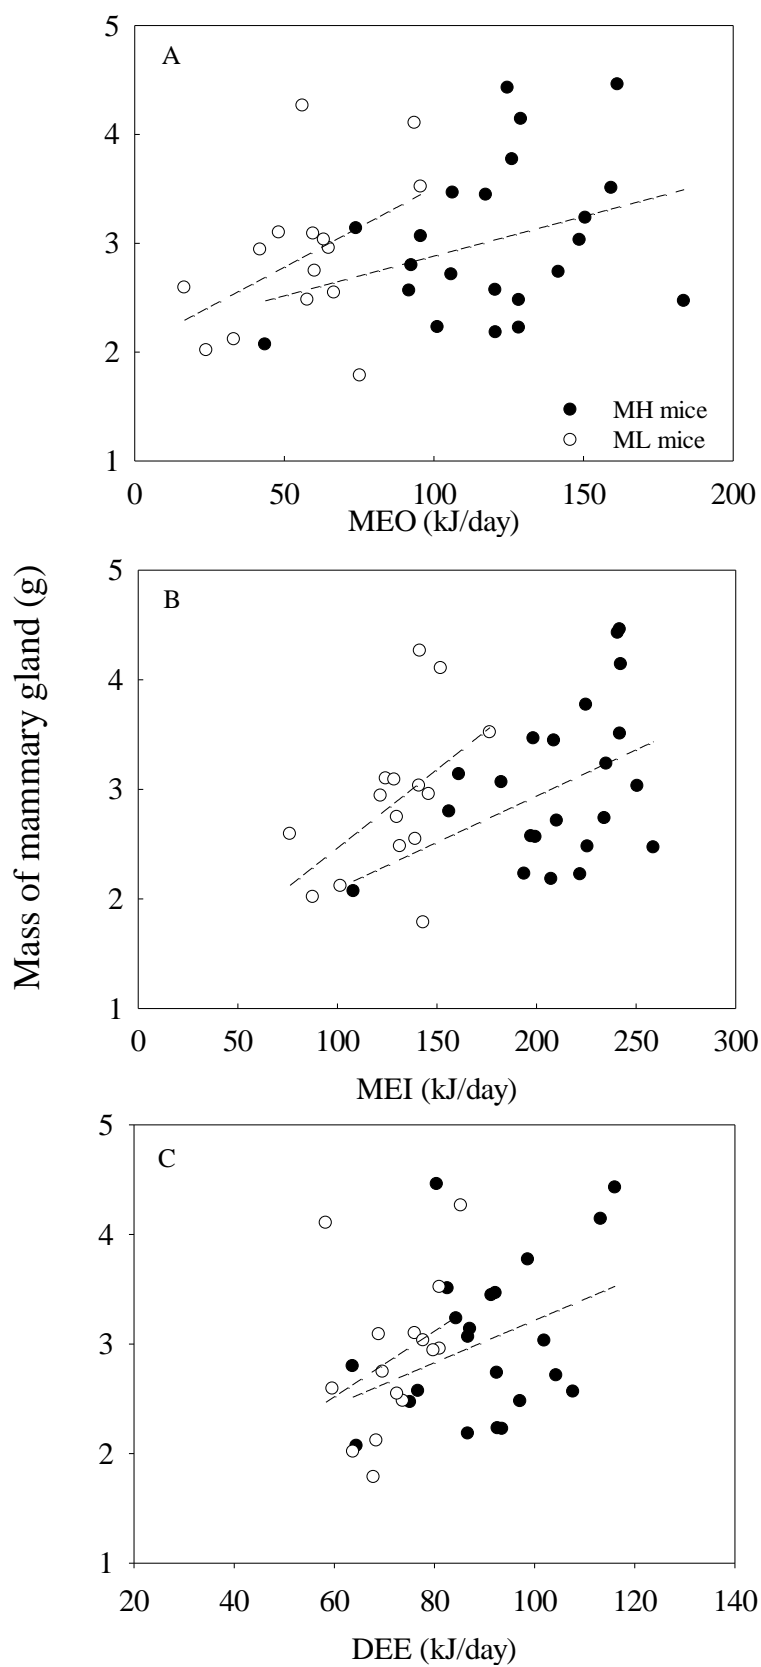 5
A
4
3
2
MH mice
ML mice
1
0 50 100 150 200
MEO (kJ/day)
Mass of mammary gland (g)
5
B
4
3
2
1
0 50 100 150 200 250 300
MEI (kJ/day)
5
C
4
3
2
1
20 40 60 80 100 120 140
DEE (kJ/day)